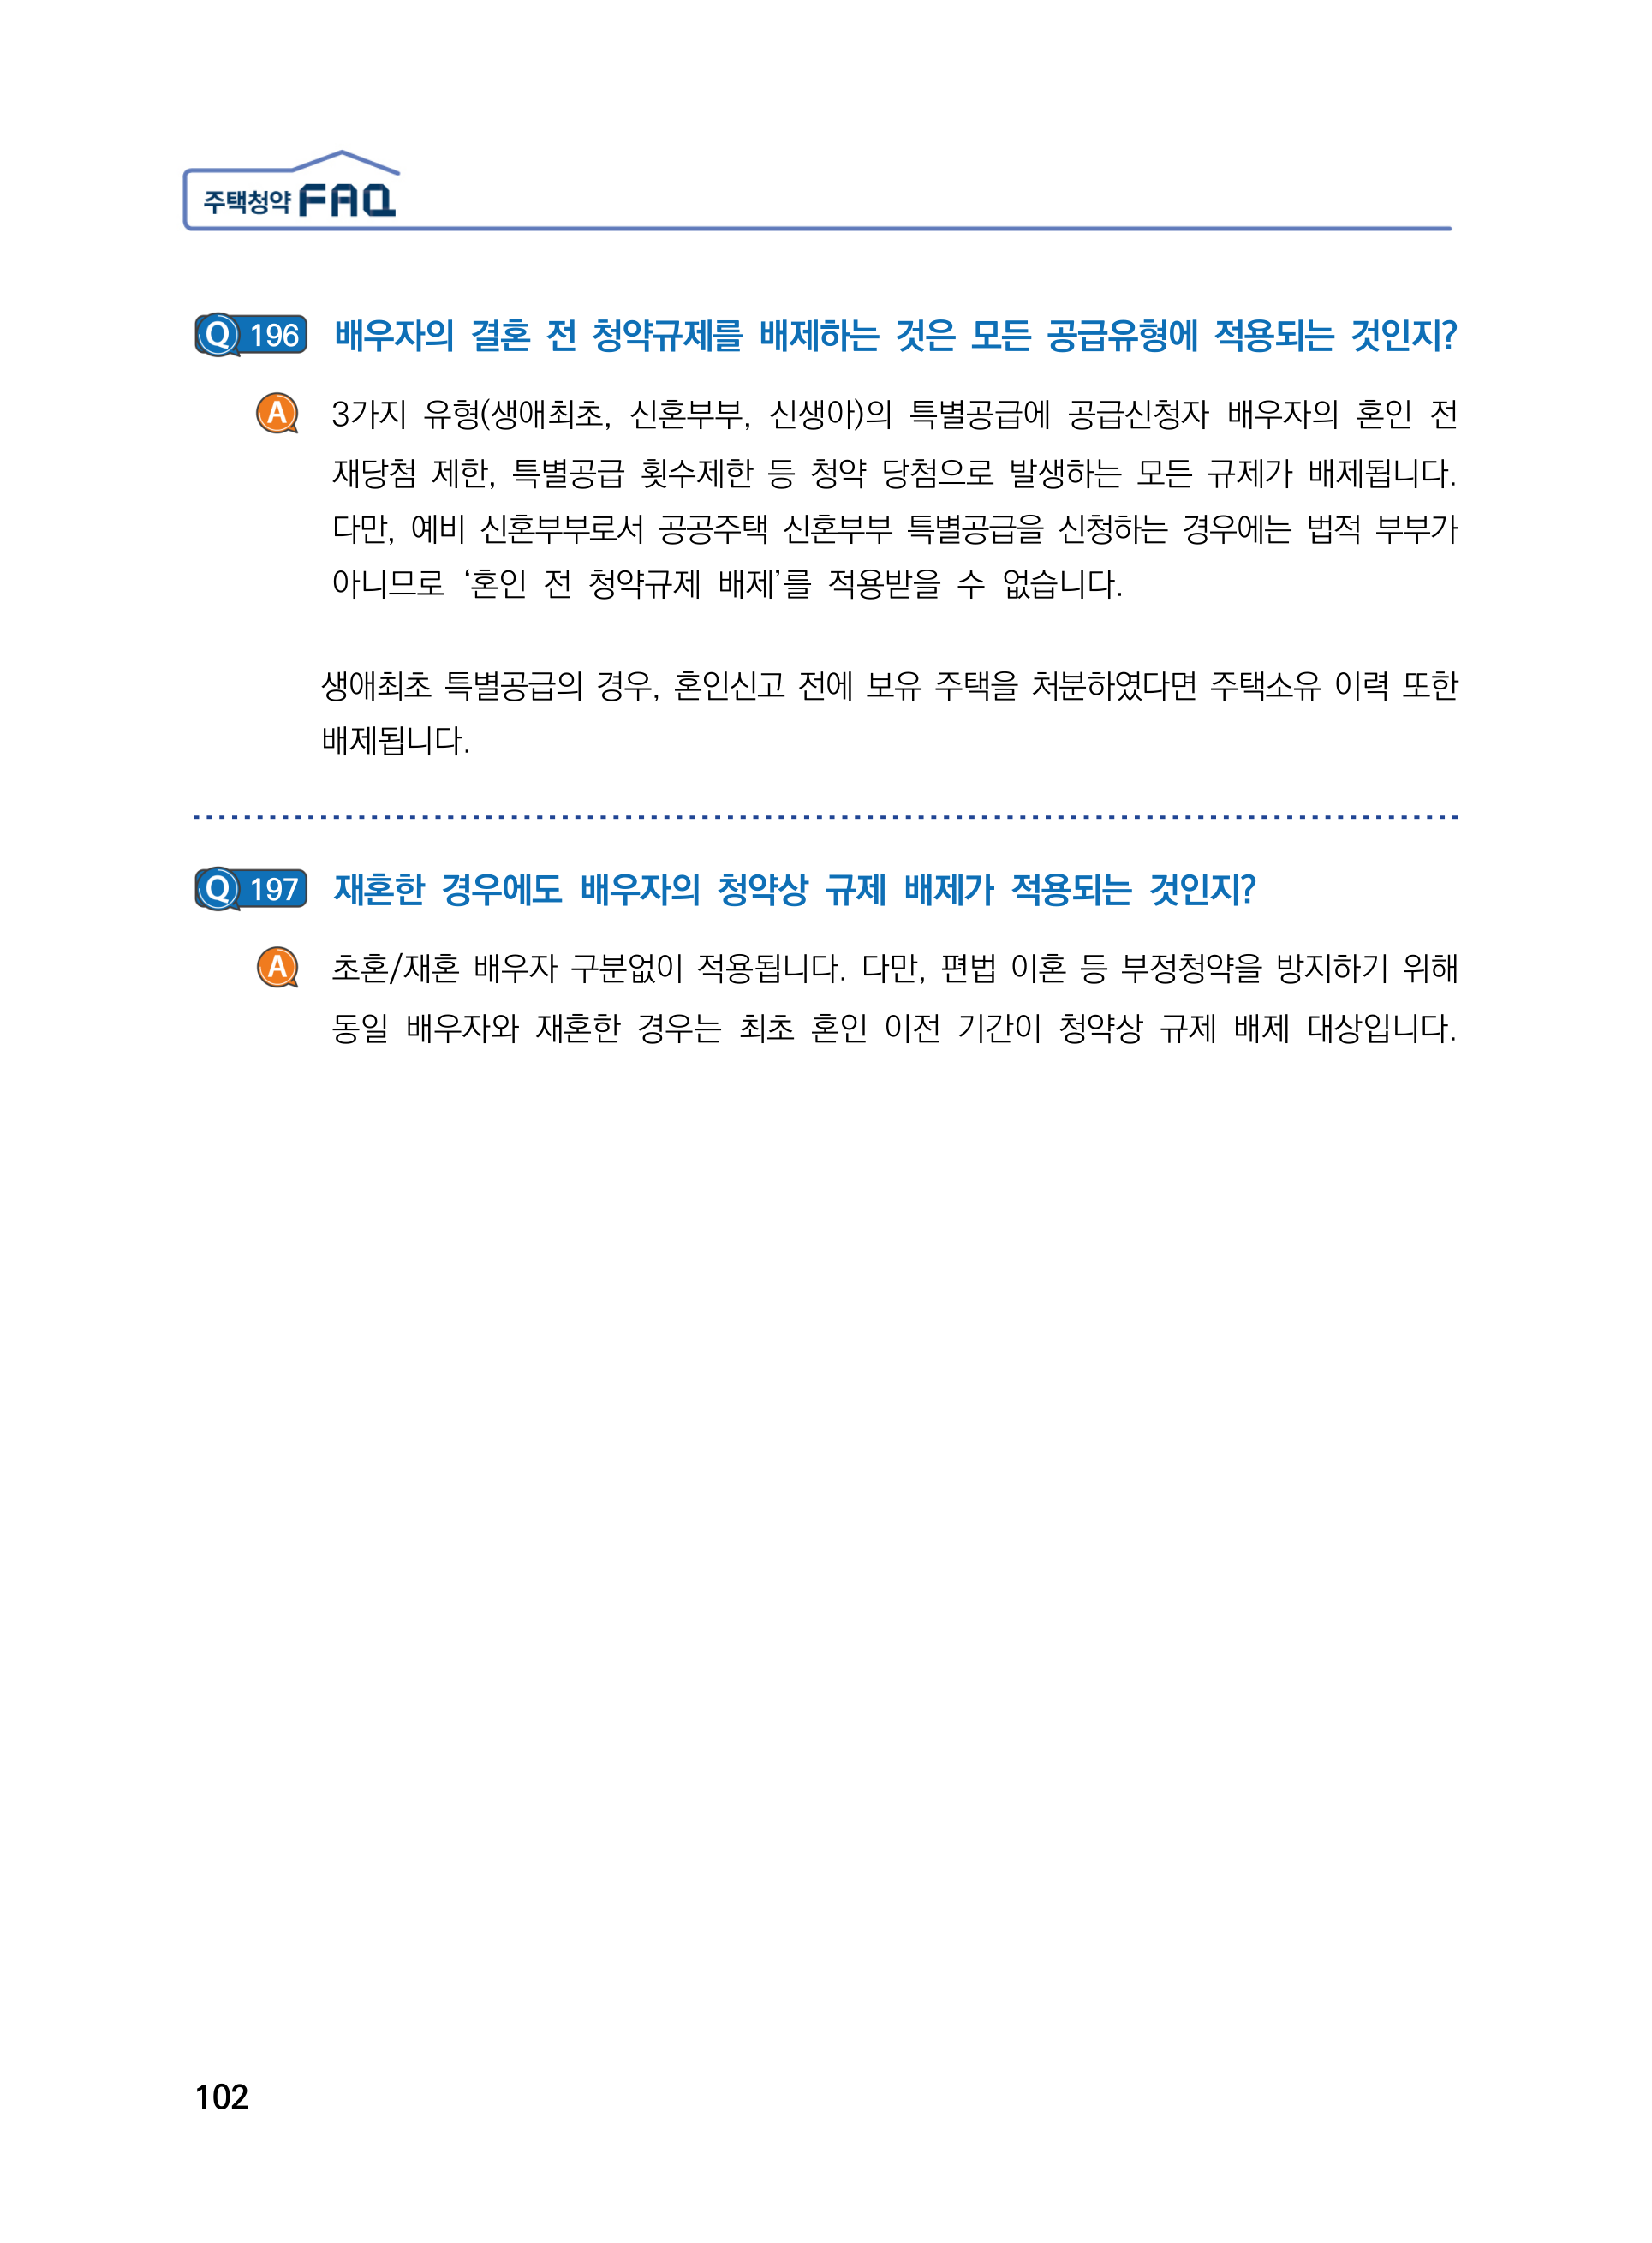 주택청약 FAQ
Q 196 배우자의 결혼 전 청약규제를 배제하는 것은 모든 공급유형에 적용되는 것인지?
A 3가지 유형(생애최초, 신혼부부, 신생아)의 특별공급에 공급신청자 배우자의 혼인 전
재당첨 제한, 특별공급 횟수제한 등 청약 당첨으로 발생하는 모든 규제가 배제됩니다.
다만, 예비 신혼부부로서 공공주택 신혼부부 특별공급을 신청하는 경우에는 법적 부부가
아니므로 ‘혼인 전 청약규제 배제’를 적용받을 수 없습니다.
생애최초 특별공급의 경우, 혼인신고 전에 보유 주택을 처분하였다면 주택소유 이력 또한
배제됩니다.
Q 197 재혼한 경우에도 배우자의 청약상 규제 배제가 적용되는 것인지?
A 초혼/재혼 배우자 구분없이 적용됩니다. 다만, 편법 이혼 등 부정청약을 방지하기 위해
동일 배우자와 재혼한 경우는 최초 혼인 이전 기간이 청약상 규제 배제 대상입니다.
102